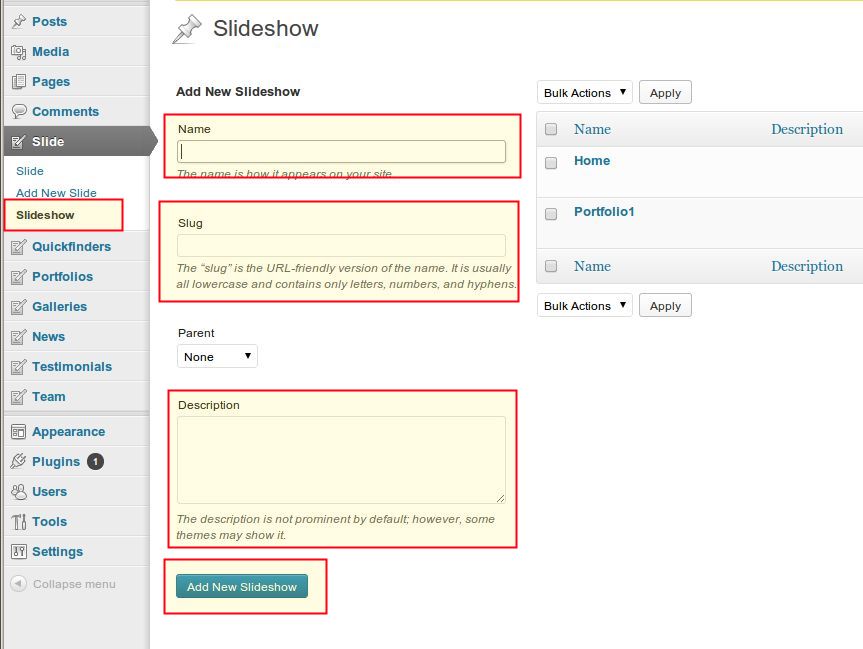 Posts
Media
Pages
Comments
Slide
Slide
Add New Slide
Slideshow
Quickfinders
Portfolios
Galleries
News
Testimonials
Team
Appearance
Plugins 1
Users
Tools
Settings
Collapse menu
Slideshow
Add New Slideshow
Name
The name is how it appears on your site.
Slug
The “slug” is the URL-friendly version of the name. It is usually
all lowercase and contains only letters, numbers, and hyphens.
Parent
None
Description
The description is not prominent by default; however, some
themes may show it.
Add New Slideshow
Bulk Actions Apply
Name Description
Home
Portfolio1
Name Description
Bulk Actions Apply